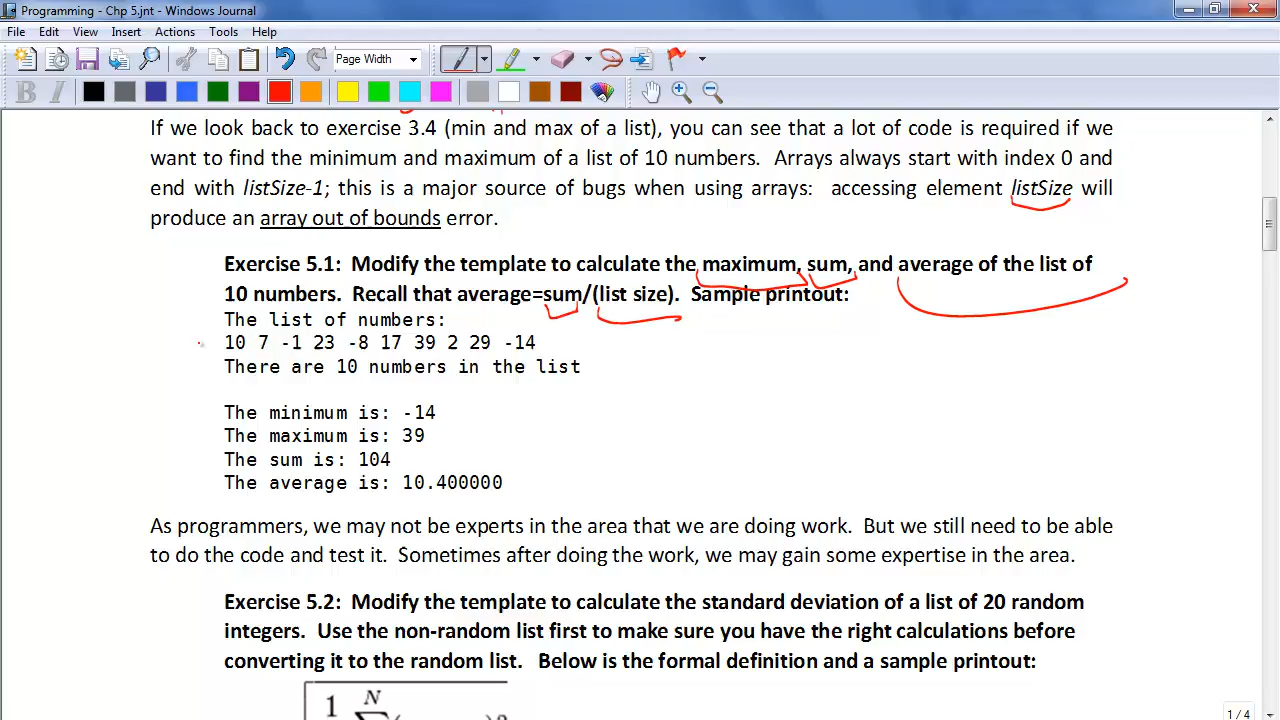 Programming - Chp 5.jnt - Windows Journal
File Edit View Insert Actions Tools Help
Page Width
B I
If we look back to exercise 3.4 (min and max of a list), you can see that a lot of code is required if we
want to find the minimum and maximum of a list of 10 numbers. Arrays always start with index 0 and
end with listSize-1; this is a major source of bugs when using arrays: accessing element listSize will
produce an array out of bounds error.
Exercise 5.1: Modify the template to calculate the maximum, sum, and average of the list of
10 numbers. Recall that average=sum/(list size). Sample printout:
The list of numbers:
10 7 -1 23 -8 17 39 2 29 -14
There are 10 numbers in the list
The minimum is: -14
The maximum is: 39
The sum is: 104
The average is: 10.400000
As programmers, we may not be experts in the area that we are doing work. But we still need to be able
to do the code and test it. Sometimes after doing the work, we may gain some expertise in the area.
Exercise 5.2: Modify the template to calculate the standard deviation of a list of 20 random
integers. Use the non-random list first to make sure you have the right calculations before
converting it to the random list. Below is the formal definition and a sample printout:
1 N
1/4